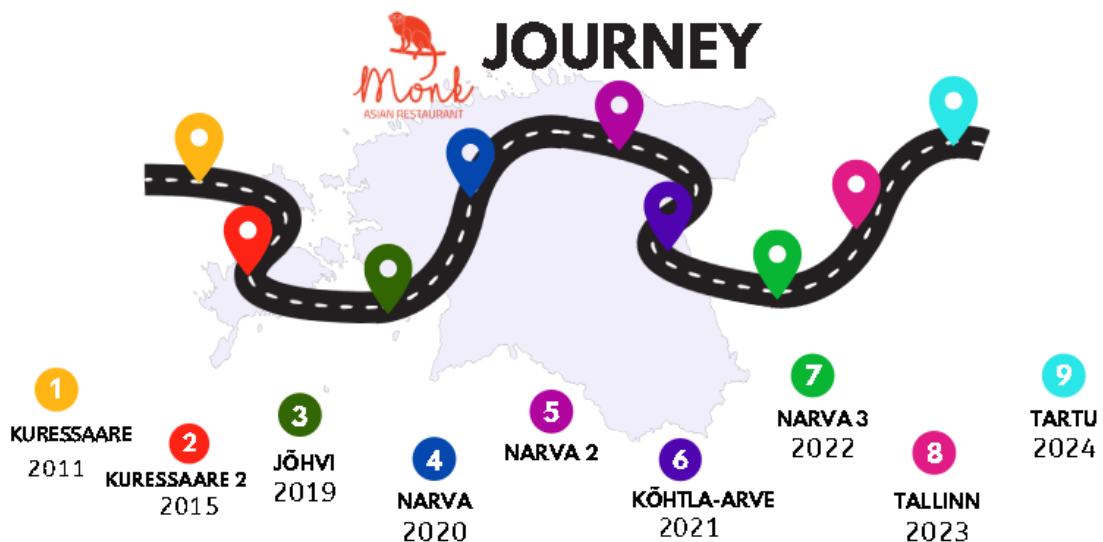 Monk
ASIAN RESTAURANT
JOURNEY
1
KURESSAARE
2011
2
KURESSAARE 2
2015
3
JÕHVI
2019
4
NARVA
2020
5
NARVA 2
6
KÕHTLA-ARVE
2021
7
NARVA 3
2022
8
TALLINN
2023
9
TARTU
2024